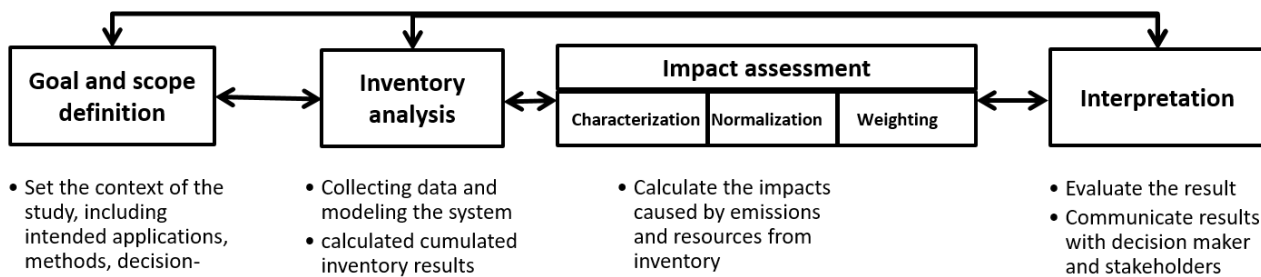 Goal and scope
definition
Inventory
analysis
Impact assessment
Characterization
Normalization
Weighting
Interpretation
• Set the context of the
study, including
intended applications,
methods, decision-
• Collecting data and
modeling the system
• calculated cumulated
inventory results
• Calculate the impacts
caused by emissions
and resources from
inventory
• Evaluate the result
• Communicate results
with decision maker
and stakeholders